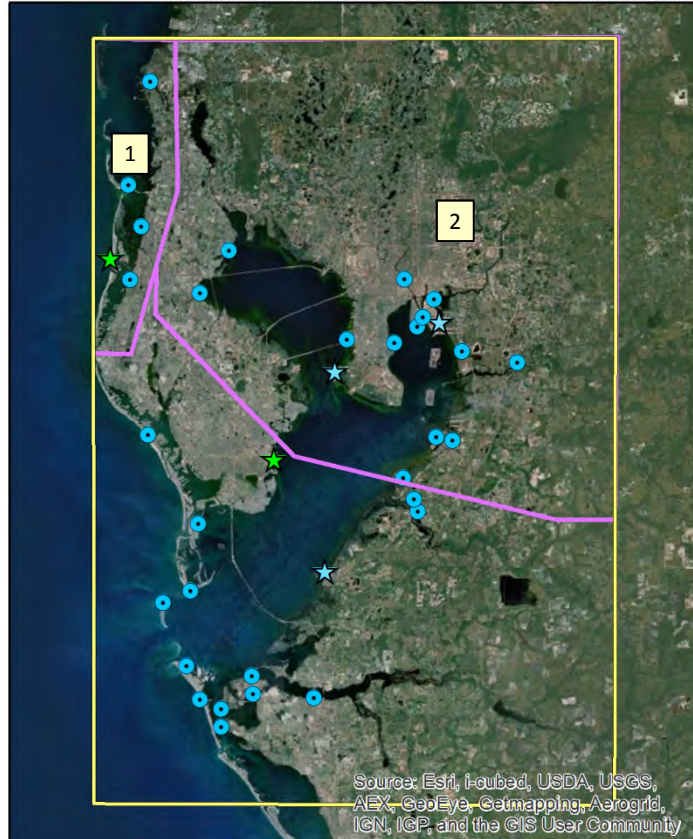 1
2
Source: Esri, i-cubed, USDA, USGS,
AEX, GeoEye, Getmapping, Aerogrid,
IGN, IGP, and the GIS User Community